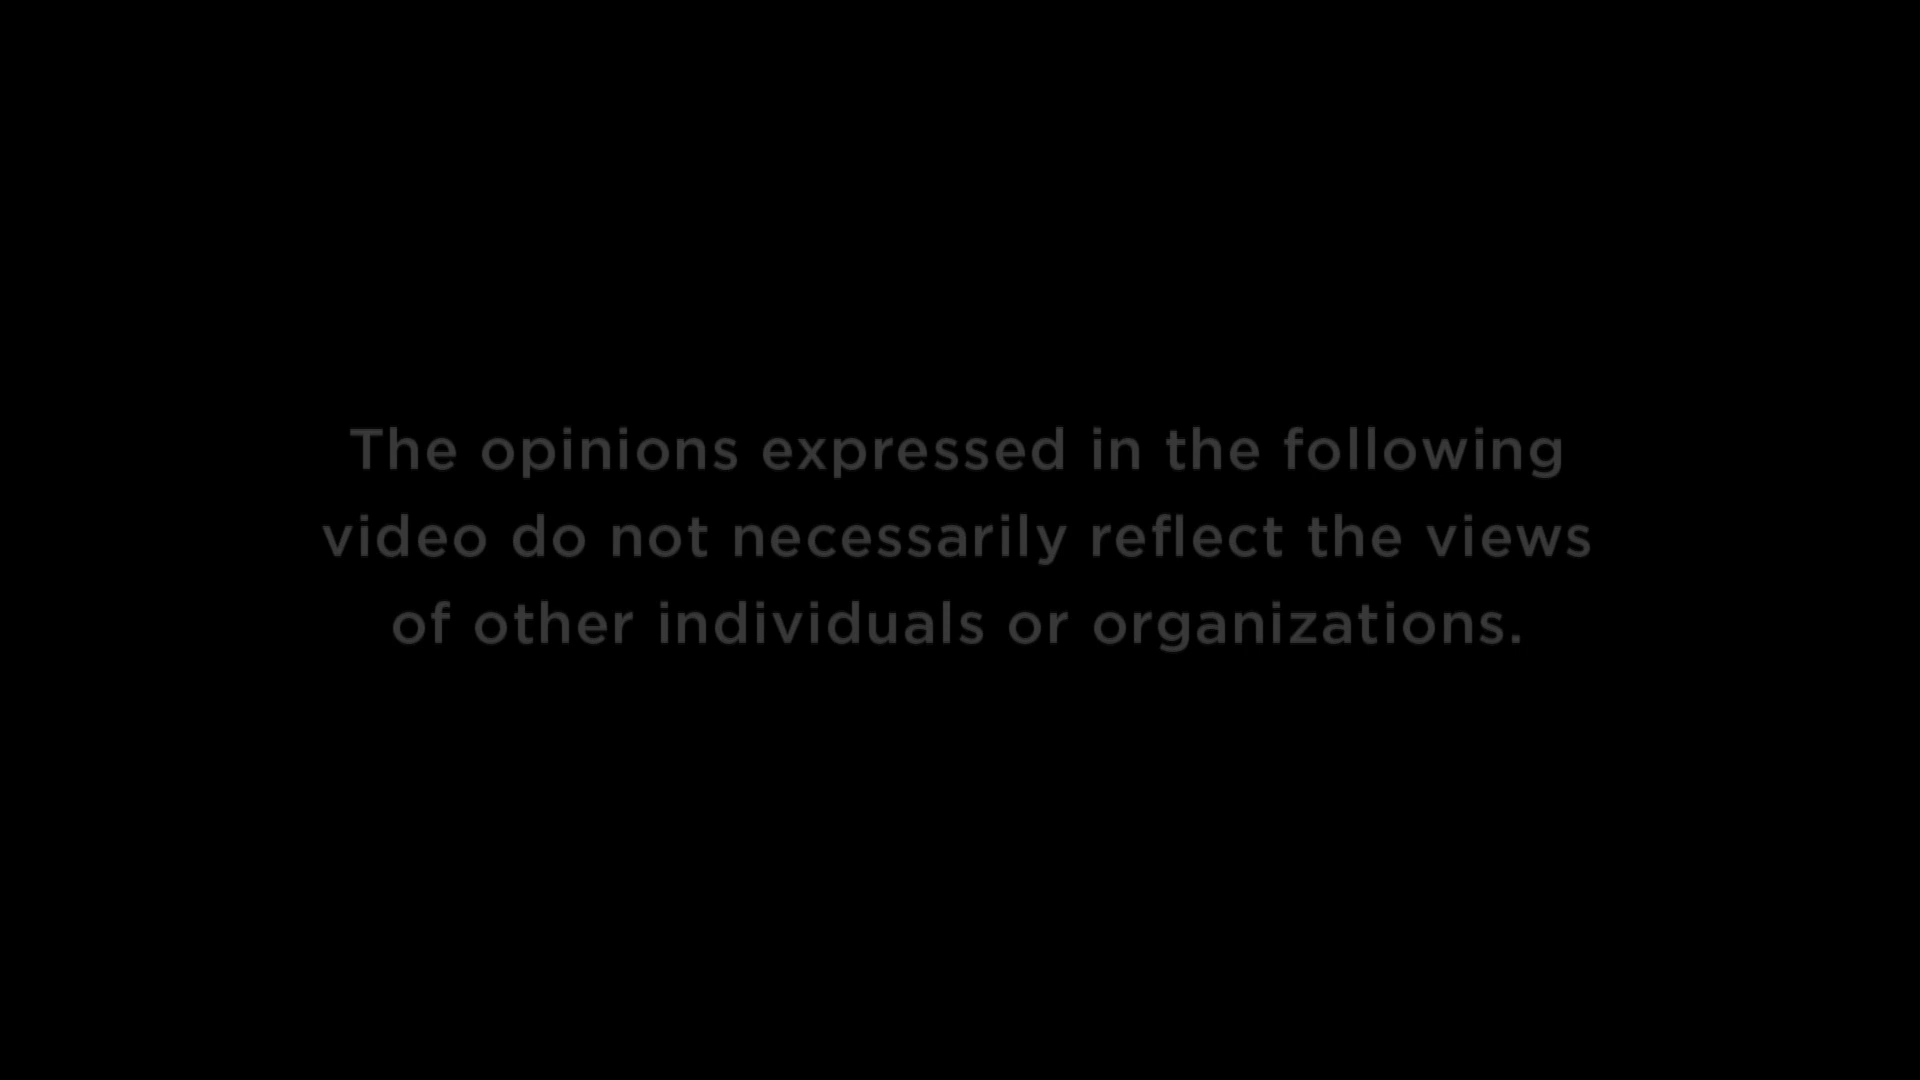 The opinions expressed in the following
video do not necessarily reflect the views
of other individuals or organizations.